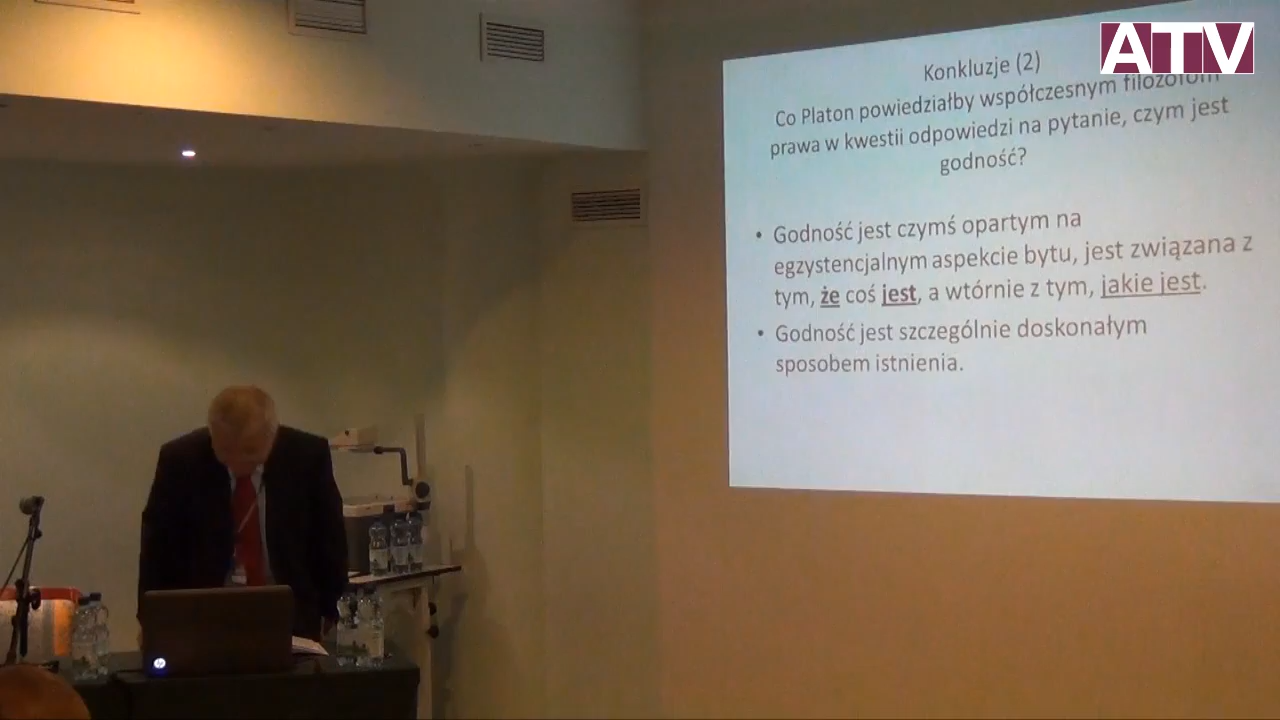 ATV
Konkluzje (2)
Co Platon powiedziałby współczesnym filozofom
prawa w kwestii odpowiedzi na pytanie, czym jest
godność?
• Godność jest czymś opartym na
egzystencjalnym aspekcie bytu, jest związana z
tym, że coś jest, a wtórnie z tym, jakie jest.
• Godność jest szczególnie doskonałym
sposobem istnienia.
hp